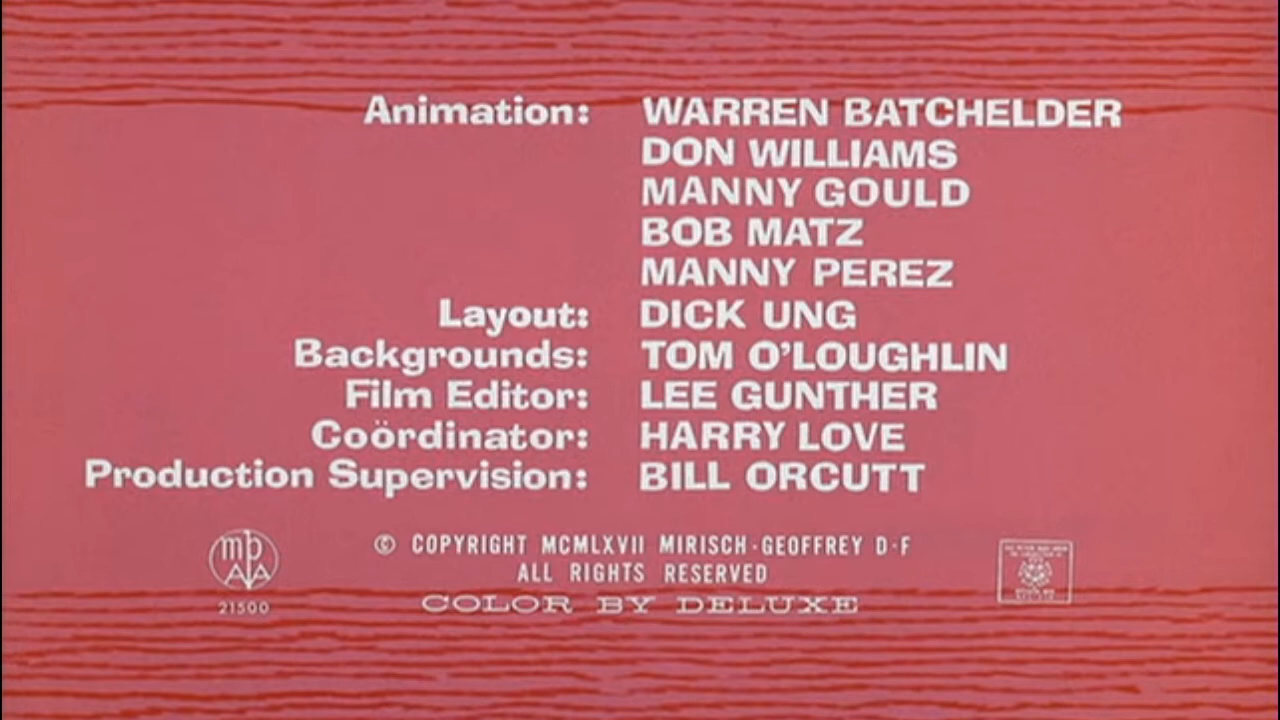 Animation: WARREN BATCHELDER
DON WILLIAMS
MANNY GOULD
BOB MATZ
MANNY PEREZ
Layout: DICK UNG
Backgrounds: TOM O'LOUGHLIN
Film Editor: LEE GUNTHER
Coördinator: HARRY LOVE
Production Supervision: BILL ORCUTT
© COPYRIGHT MCMLXVII MIRISCH·GEOFFREY D-F
ALL RIGHTS RESERVED
COLOR BY DELUXE
mp
AA
21500